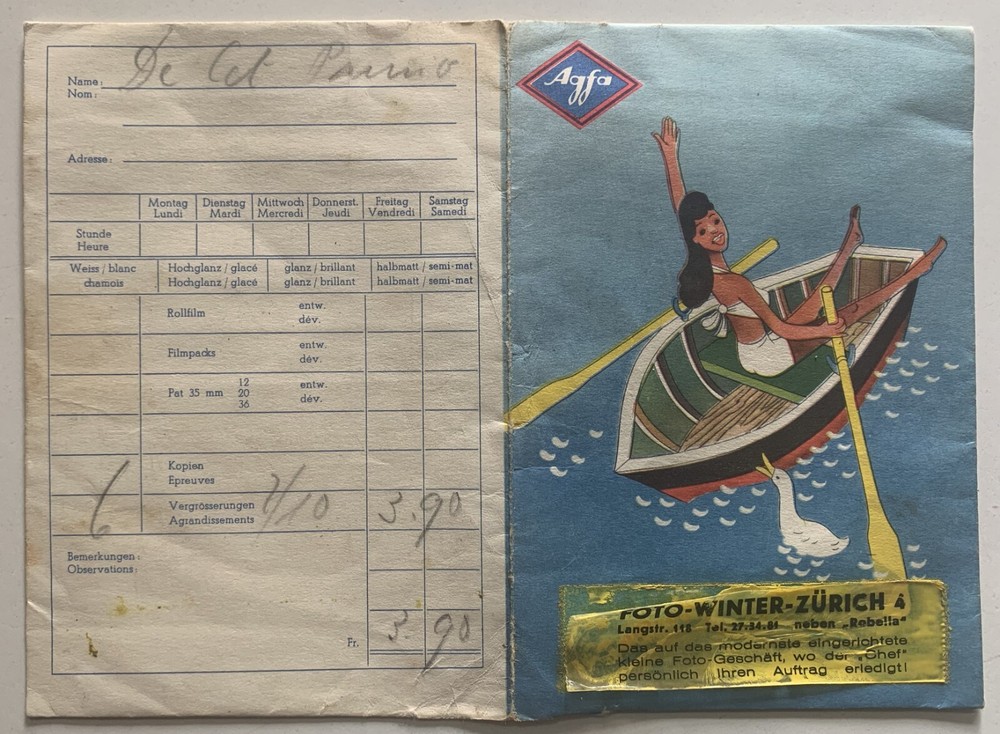 Name:
Nom:
De
Adresse:
Montag Dienstag Mittwoch Donnerst. Freitag Samstag
Lundi Mardi Mercredi Jeudi Vendredi Samedi
Stunde
Heure
Weiss / blanc Hochglanz / glacé glanz / brillant halbmatt / semi-mat
chamois Hochglanz / glacé glanz / brillant halbmatt / semi-mat
Rollfilm entw.
dév.
Filmpacks entw.
dév.
Pat 35 mm 12 20 36 entw.
dév.
Kopien
Epreuves
6 Vergrösserungen 7/10 3.90
Agrandissements
Bemerkungen:
Observations:
Fr. 3.90
Agfa
FOTO-WINTER-ZÜRICH 4
Langstr. 118 Tel. 27.34.81 neben „Rebella"
Das auf das modernste eingerichtete
kleine Foto-Geschäft, wo der „Chef"
persönlich Ihren Auftrag erledigt!